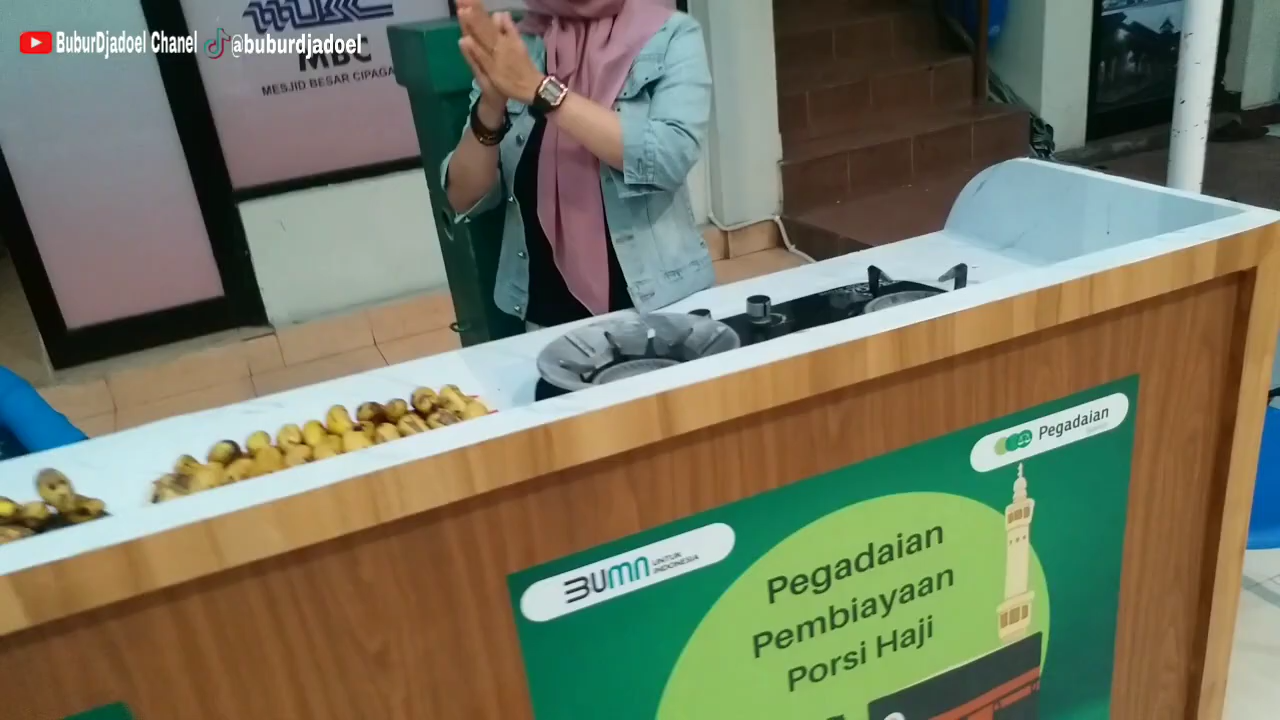 BuburDjadoel Chanel
@buburdjadoel
MBC
MESJID BESAR CIPAGA
Pegadaian
BUMN UNTUK INDONESIA
Pegadaian
Pembiayaan
Porsi Haji